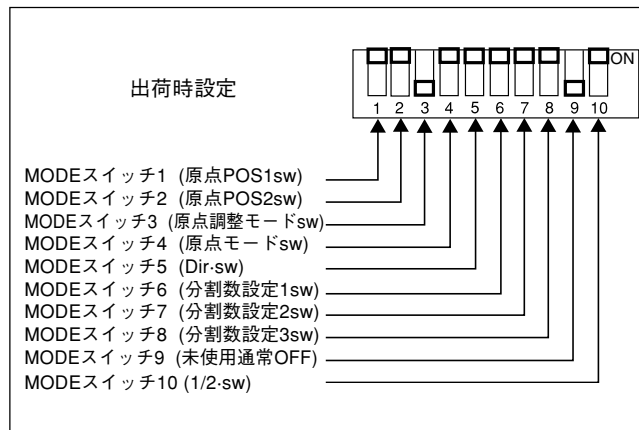 ON
出荷時設定
1 2 3 4 5 6 7 8 9 10
MODEスイッチ1 (原点POS1sw)
MODEスイッチ2 (原点POS2sw)
MODEスイッチ3 (原点調整モードsw)
MODEスイッチ4 (原点モードsw)
MODEスイッチ5 (Dir·sw)
MODEスイッチ6 (分割数設定1sw)
MODEスイッチ7 (分割数設定2sw)
MODEスイッチ8 (分割数設定3sw)
MODEスイッチ9 (未使用通常OFF)
MODEスイッチ10 (1/2·sw)